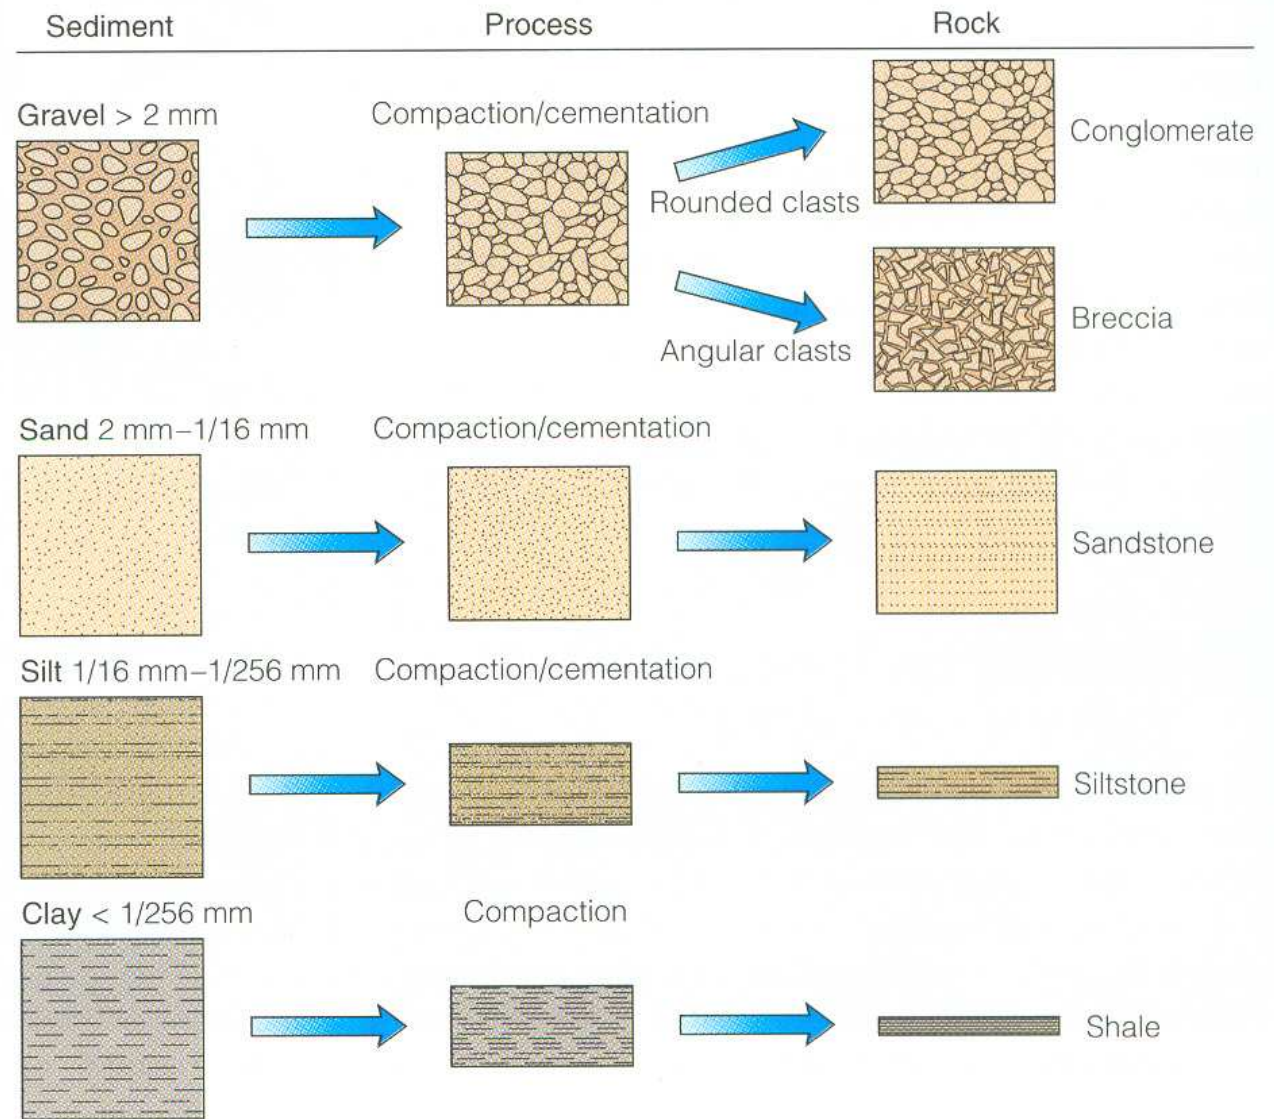 Sediment Process Rock
Gravel > 2 mm Compaction/cementation
Conglomerate
Rounded clasts
Breccia
Angular clasts
Sand 2 mm–1/16 mm Compaction/cementation
Sandstone
Silt 1/16 mm–1/256 mm Compaction/cementation
Siltstone
Clay < 1/256 mm Compaction
Shale